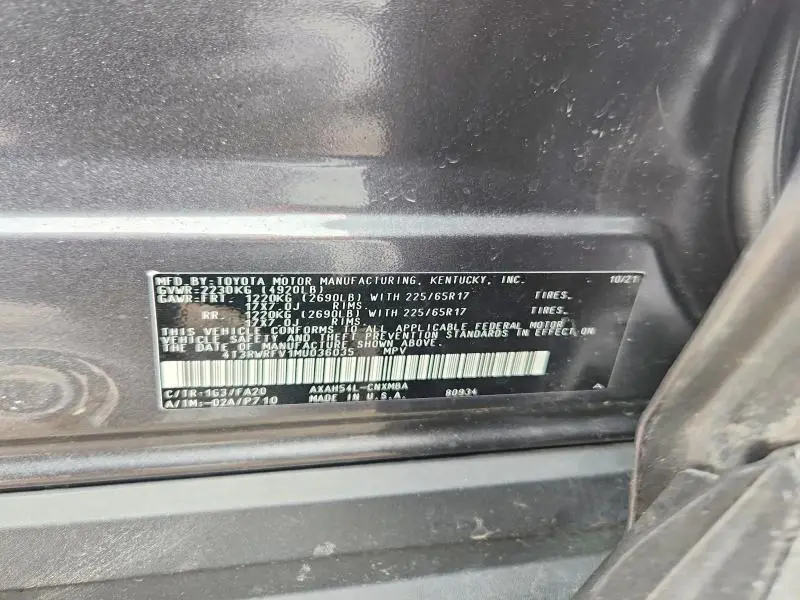 MFD.BY:TOYOTA MOTOR MANUFACTURING, KENTUCKY, INC. 10/21
GVWR-2230KG (4920LB)
GAWR-FRT. 1220KG (2690LB) WITH 225/65R17 TIRES.
17X7 0J RIMS
RR. 1220KG (2690LB) WITH 225/65R17 TIRES.
17X7 0J RIMS
THIS VEHICLE CONFORMS TO ALL APPLICABLE FEDERAL MOTOR
VEHICLE SAFETY AND THEFT PREVENTION STANDARDS IN EFFECT ON
THE DATE OF MANUFACTURE SHOWN ABOVE.
4T3RWRFV1MU036035 MPV
C/TR:1G3/FA20 AXAH54L-CNXMBA 80934
A/TM:-02A/P710 MADE IN U.S.A.